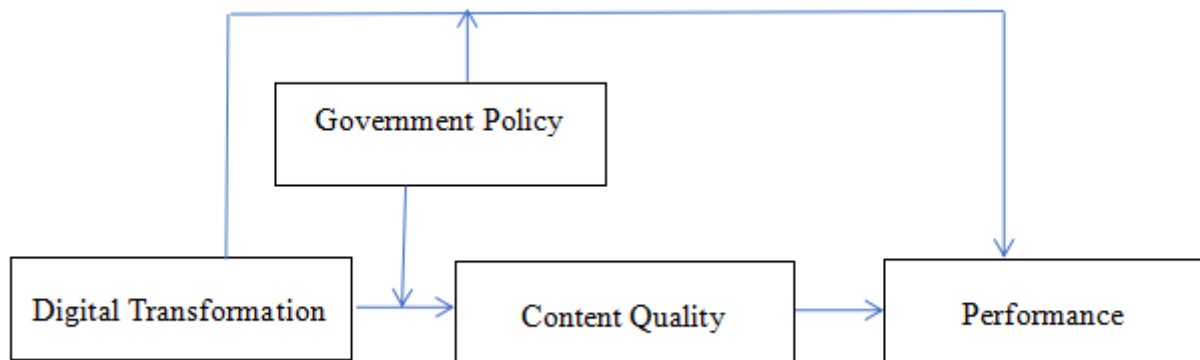 Government Policy
Digital Transformation
Content Quality
Performance